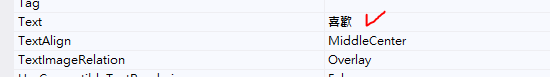 Tag
Text 喜歡
TextAlign MiddleCenter
TextImageRelation Overlay